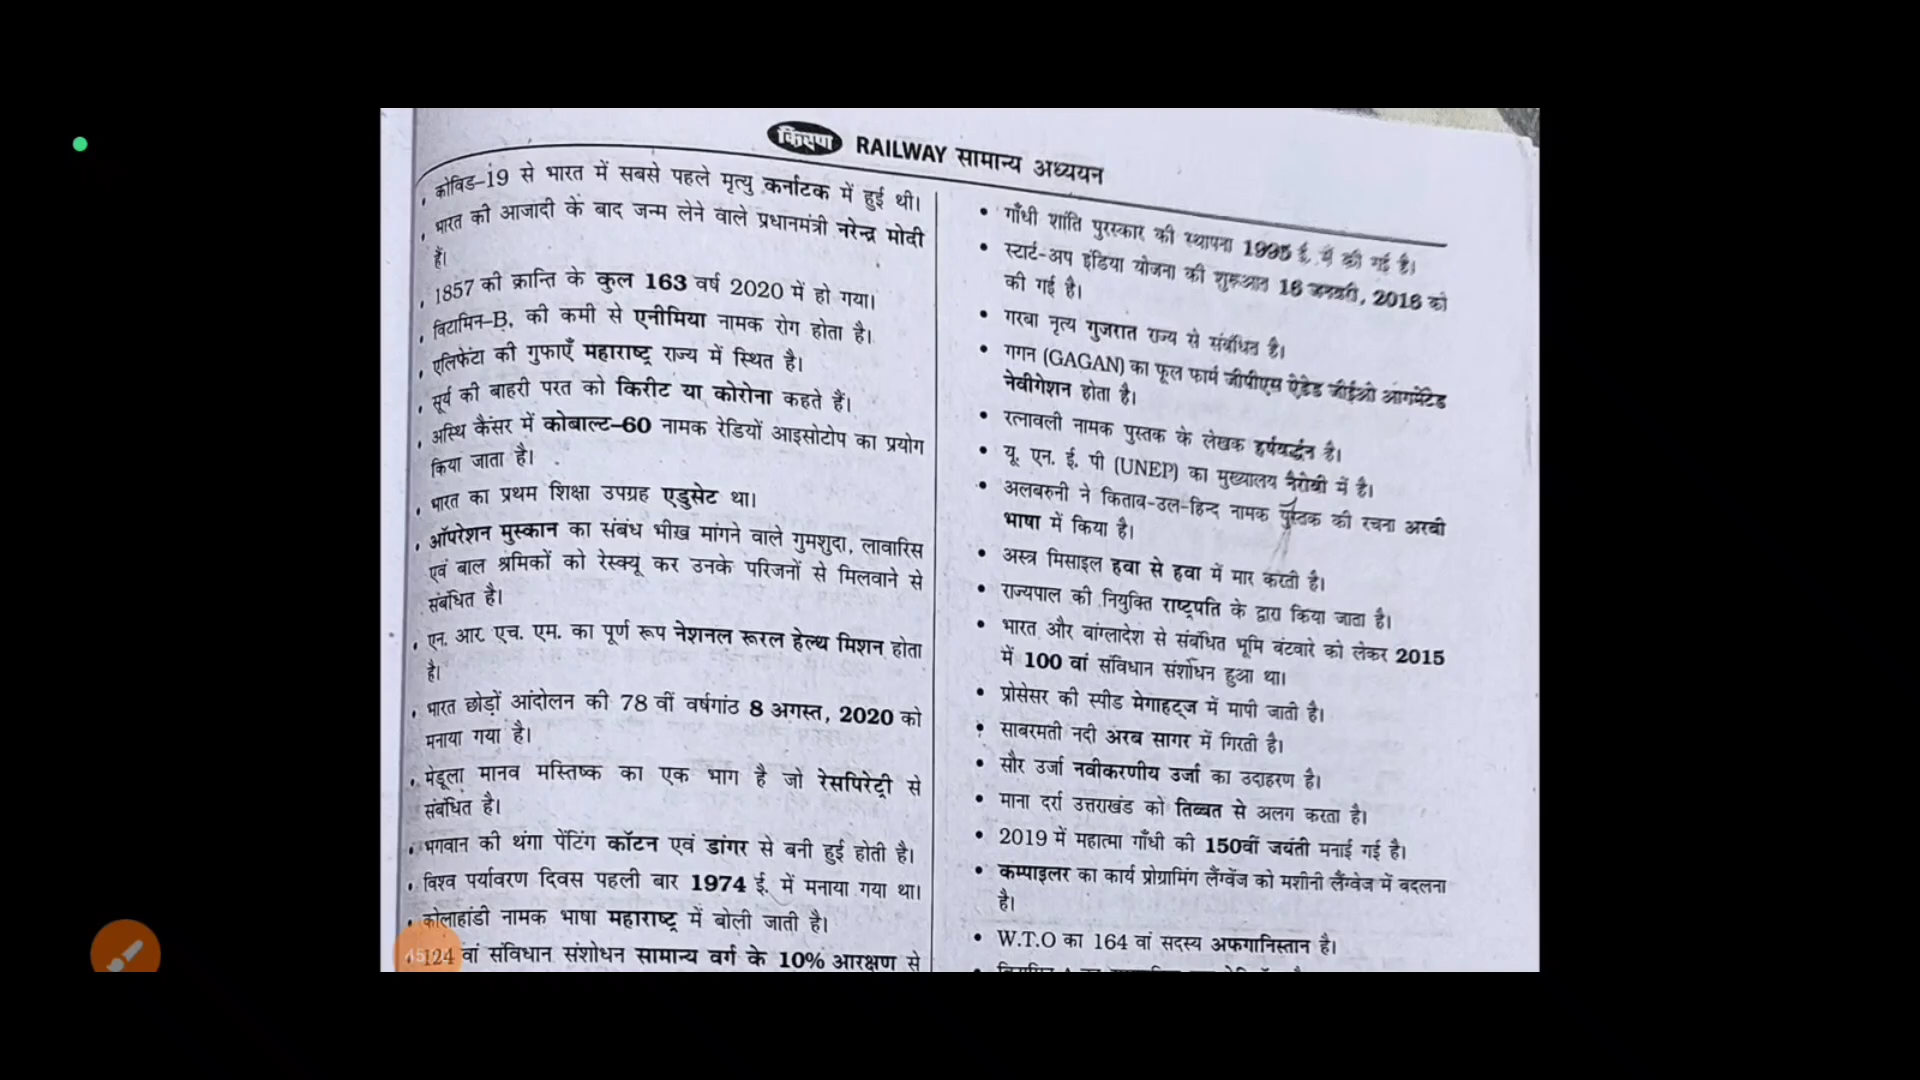 किरण RAILWAY सामान्य अध्ययन
• कोविड–19 से भारत में सबसे पहले मृत्यु कर्नाटक में हुई थी।
• भारत की आजादी के बाद जन्म लेने वाले प्रधानमंत्री नरेन्द्र मोदी
हैं।
• 1857 की क्रान्ति के कुल 163 वर्ष 2020 में हो गया।
• विटामिन–B, की कमी से एनीमिया नामक रोग होता है।
• एलिफेंटा की गुफाएँ महाराष्ट्र राज्य में स्थित है।
• सूर्य की बाहरी परत को किरीट या कोरोना कहते हैं।
• अस्थि कैंसर में कोबाल्ट–60 नामक रेडियों आइसोटोप का प्रयोग
किया जाता है।
• भारत का प्रथम शिक्षा उपग्रह एडुसेट था।
• ऑपरेशन मुस्कान का संबंध भीख मांगने वाले गुमशुदा, लावारिस
एवं बाल श्रमिकों को रेस्क्यू कर उनके परिजनों से मिलवाने से
संबंधित है।
• एन. आर. एच. एम. का पूर्ण रूप नेशनल रूरल हेल्थ मिशन होता
है।
• भारत छोड़ों आंदोलन की 78 वीं वर्षगांठ 8 अगस्त, 2020 को
मनाया गया है।
• मेडूला मानव मस्तिष्क का एक भाग है जो रेसपिरेट्री से
संबंधित है।
• भगवान की थंगा पेंटिंग कॉटन एवं डांगर से बनी हुई होती है।
• विश्व पर्यावरण दिवस पहली बार 1974 ई. में मनाया गया था।
• कोलाहांडी नामक भाषा महाराष्ट्र में बोली जाती है।
• 124 वां संविधान संशोधन सामान्य वर्ग के 10% आरक्षण से
• गाँधी शांति पुरस्कार की स्थापना 1995 ई. में की गई है।
• स्टार्ट-अप इंडिया योजना की शुरूआत 16 जनवरी, 2016 को
की गई है।
• गरबा नृत्य गुजरात राज्य से संबंधित है।
• गगन (GAGAN) का फूल फार्म जीपीएस ऐडेड जीईओ आगमेंटेड
नेवीगेशन होता है।
• रत्नावली नामक पुस्तक के लेखक हर्षवर्द्धन है।
• यू. एन. ई. पी (UNEP) का मुख्यालय नैरोबी में है।
• अलबरुनी ने किताब-उल-हिन्द नामक पुस्तक की रचना अरबी
भाषा में किया है।
• अस्त्र मिसाइल हवा से हवा में मार करती है।
• राज्यपाल की नियुक्ति राष्ट्रपति के द्वारा किया जाता है।
• भारत और बांग्लादेश से संबंधित भूमि बंटवारे को लेकर 2015
में 100 वां संविधान संशोधन हुआ था।
• प्रोसेसर की स्पीड मेगाहट्ज में मापी जाती है।
• साबरमती नदी अरब सागर में गिरती है।
• सौर उर्जा नवीकरणीय उर्जा का उदाहरण है।
• माना दर्रा उत्तराखंड को तिब्बत से अलग करता है।
• 2019 में महात्मा गाँधी की 150वीं जयंती मनाई गई है।
• कम्पाइलर का कार्य प्रोग्रामिंग लैंग्वेंज को मशीनी लैंग्वेज में बदलना
है।
• W.T.O का 164 वां सदस्य अफगानिस्तान है।